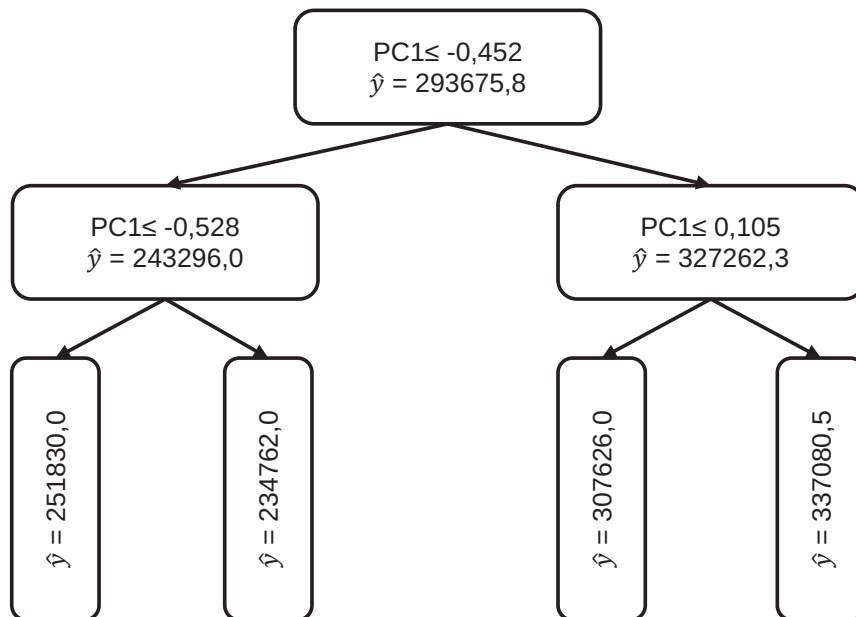 PC1≤ -0,452
ŷ = 293675,8
PC1≤ -0,528
ŷ = 243296,0
PC1≤ 0,105
ŷ = 327262,3
ŷ = 251830,0
ŷ = 234762,0
ŷ = 307626,0
ŷ = 337080,5